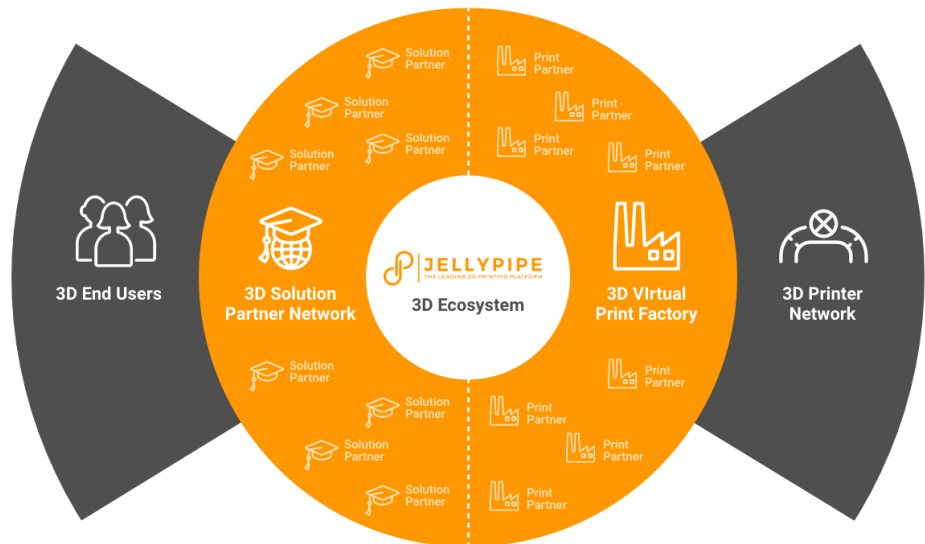 Solution
Partner
Print
Partner
Solution
Partner
Print
Partner
Solution
Partner
Print
Partner
Solution
Partner
Print
Partner
JELLYPIPE
THE LEADING 3D PRINTING PLATFORM
3D Ecosystem
3D End Users
3D Solution
Partner Network
3D VIrtual
Print Factory
3D Printer
Network
Solution
Partner
Print
Partner
Solution
Partner
Print
Partner
Solution
Partner
Print
Partner
Solution
Partner
Print
Partner